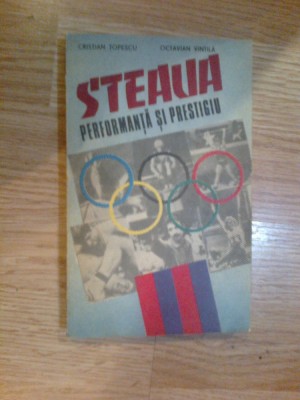 CRISTIAN TOPESCU OCTAVIAN VINTILĂ
STEAUA
PERFORMANȚĂ ȘI PRESTIGIU